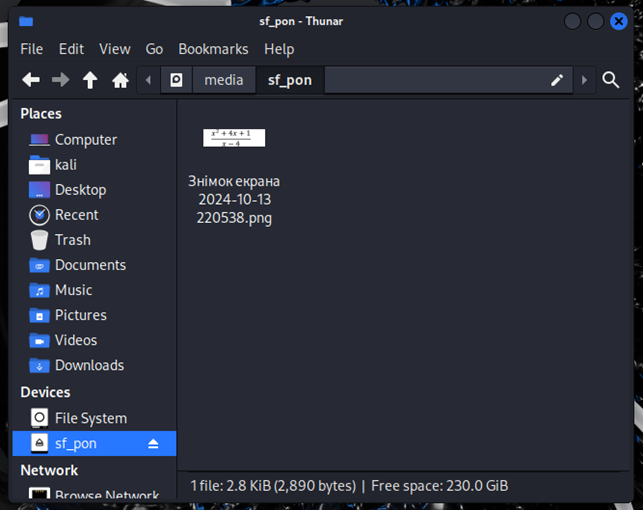 sf_pon - Thunar
File Edit View Go Bookmarks Help
media sf_pon
Places
Computer
kali
Desktop
Recent
Trash
Documents
Music
Pictures
Videos
Downloads
Devices
File System
sf_pon
Network
Browse Network
x² + 4x + 1
x − 4
Знімок екрана
2024-10-13
220538.png
1 file: 2.8 KiB (2,890 bytes) | Free space: 230.0 GiB